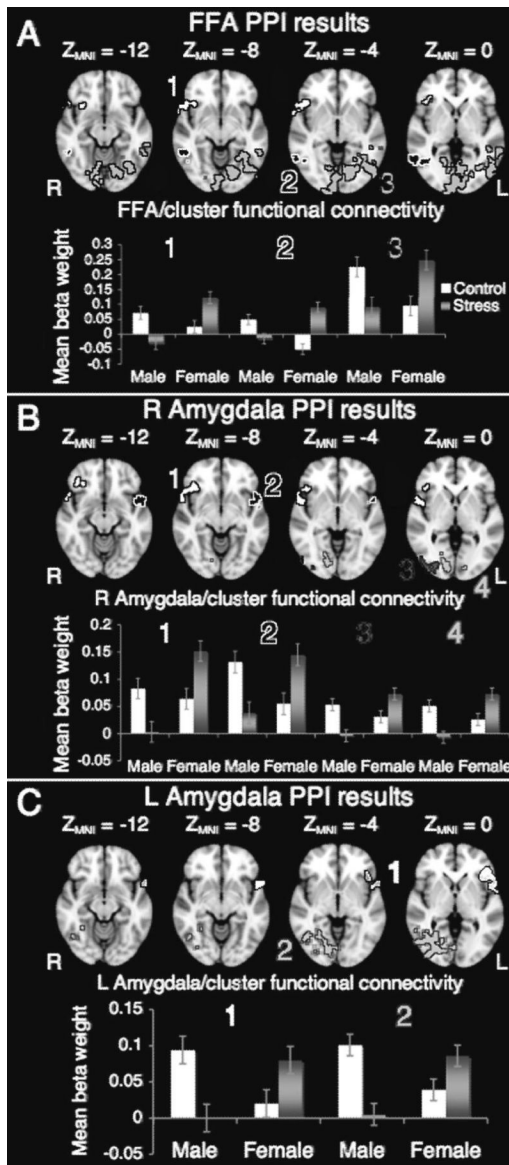 A FFA PPI results
ZMNI = -12 ZMNI = -8 ZMNI = -4 ZMNI = 0
1
2 3
R L
FFA/cluster functional connectivity
Mean beta weight
1 2 3
0.3
0.25
0.2
0.15
0.1
0.05
0
-0.05
-0.1
Control
Stress
Male Female Male Female Male Female
B R Amygdala PPI results
ZMNI = -12 ZMNI = -8 ZMNI = -4 ZMNI = 0
1 2
3
R L
4
R Amygdala/cluster functional connectivity
Mean beta weight
1 2 3 4
0.2
0.15
0.1
0.05
0
-0.05
Male Female Male Female Male Female Male Female
C L Amygdala PPI results
ZMNI = -12 ZMNI = -8 ZMNI = -4 ZMNI = 0
1
2
R L
L Amygdala/cluster functional connectivity
Mean beta weight
1 2
0.15
0.1
0.05
0
-0.05
Male Female Male Female